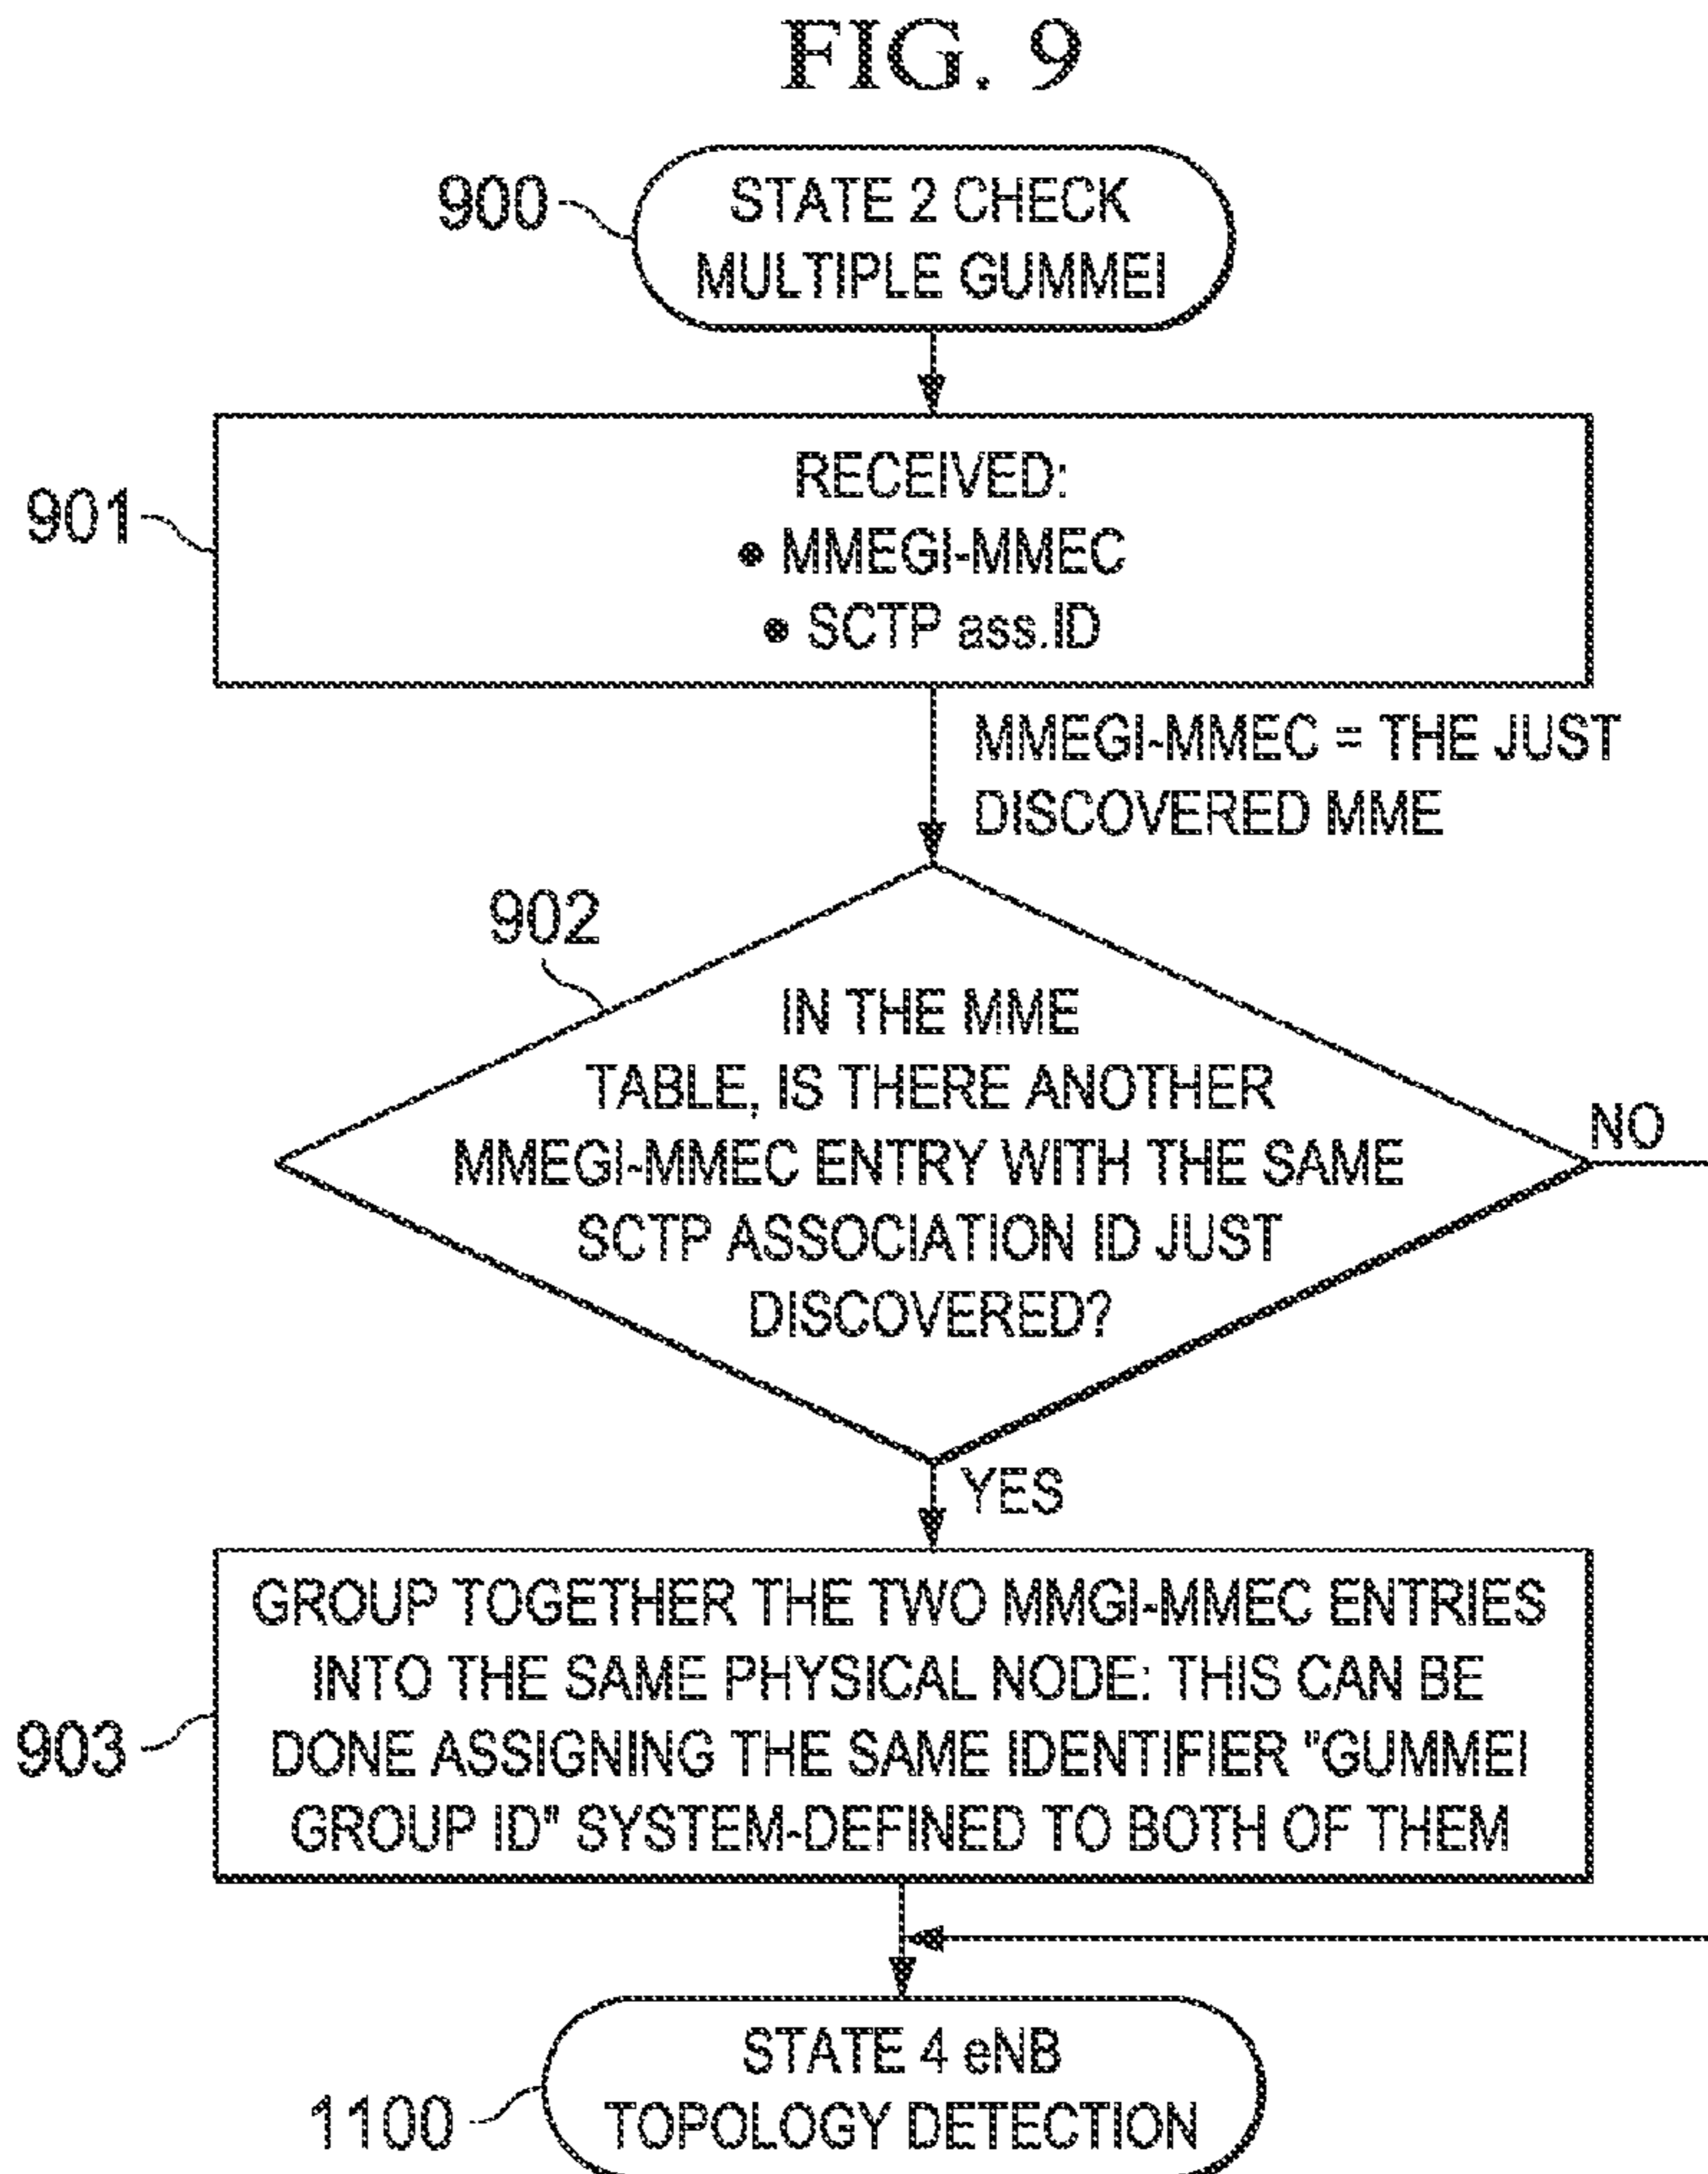 FIG. 9
900
STATE 2 CHECK
MULTIPLE GUMMEI
901
RECEIVED:
• MMEGI-MMEC
• SCTP ass.ID
MMEGI-MMEC = THE JUST
DISCOVERED MME
902
IN THE MME
TABLE, IS THERE ANOTHER
MMEGI-MMEC ENTRY WITH THE SAME
SCTP ASSOCIATION ID JUST
DISCOVERED?
NO
YES
903
GROUP TOGETHER THE TWO MMGI-MMEC ENTRIES
INTO THE SAME PHYSICAL NODE: THIS CAN BE
DONE ASSIGNING THE SAME IDENTIFIER "GUMMEI
GROUP ID" SYSTEM-DEFINED TO BOTH OF THEM
1100
STATE 4 eNB
TOPOLOGY DETECTION